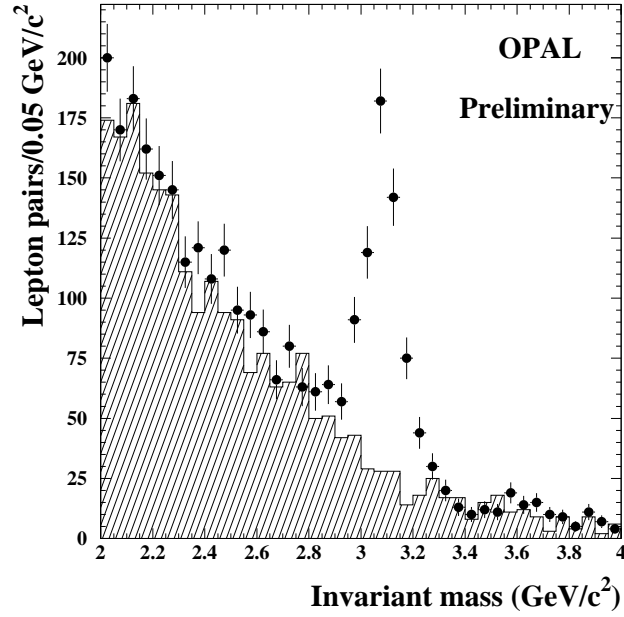 OPAL
Preliminary
Lepton pairs/0.05 GeV/c²
200
175
150
125
100
75
50
25
0
2 2.2 2.4 2.6 2.8 3 3.2 3.4 3.6 3.8 4
Invariant mass (GeV/c²)